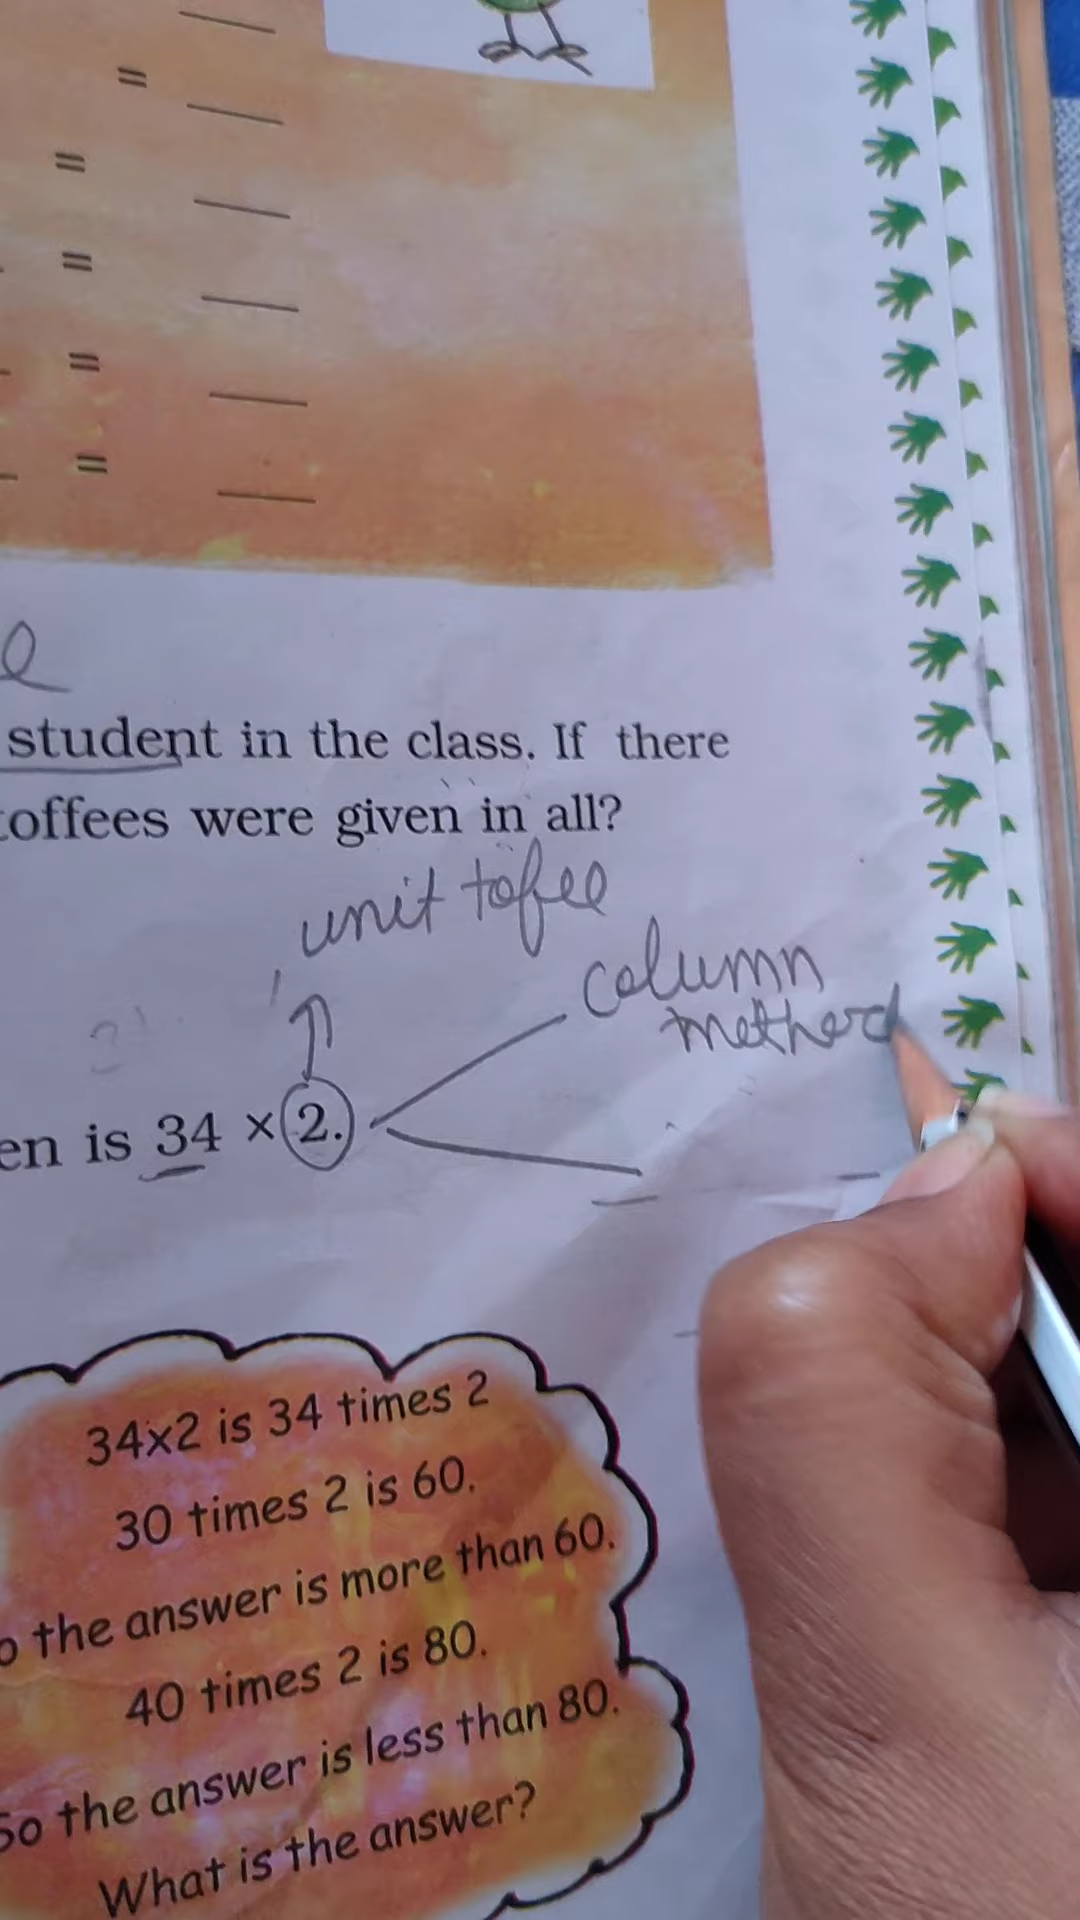 =
=
=
=
=
student in the class. If there
toffees were given in all?
unit tofee
column
method
en is 34 × 2.
34×2 is 34 times 2
30 times 2 is 60.
the answer is more than 60.
40 times 2 is 80.
So the answer is less than 80.
What is the answer?